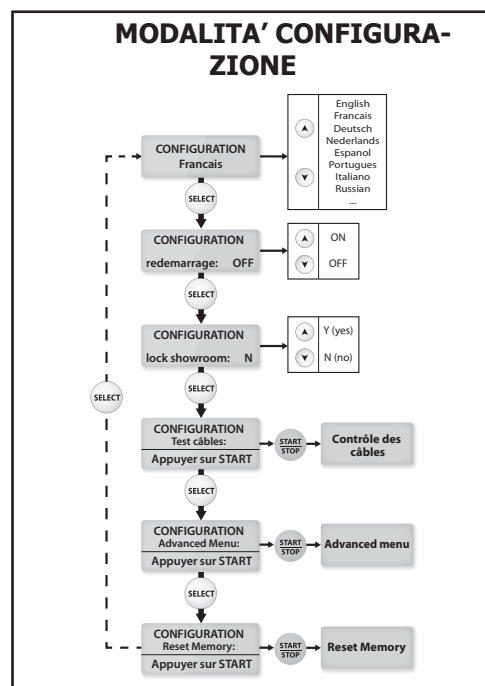 MODALITA’ CONFIGURA-
ZIONE
CONFIGURATION
Francais
English
Francais
Deutsch
Nederlands
Espanol
Portugues
Italiano
Russian
...
SELECT
CONFIGURATION
redemarrage: OFF
ON
OFF
SELECT
CONFIGURATION
lock showroom: N
Y (yes)
N (no)
SELECT
SELECT
CONFIGURATION
Test câbles:
Appuyer sur START
START
STOP
Contrôle des
câbles
SELECT
CONFIGURATION
Advanced Menu:
Appuyer sur START
START
STOP
Advanced menu
SELECT
CONFIGURATION
Reset Memory:
Appuyer sur START
START
STOP
Reset Memory